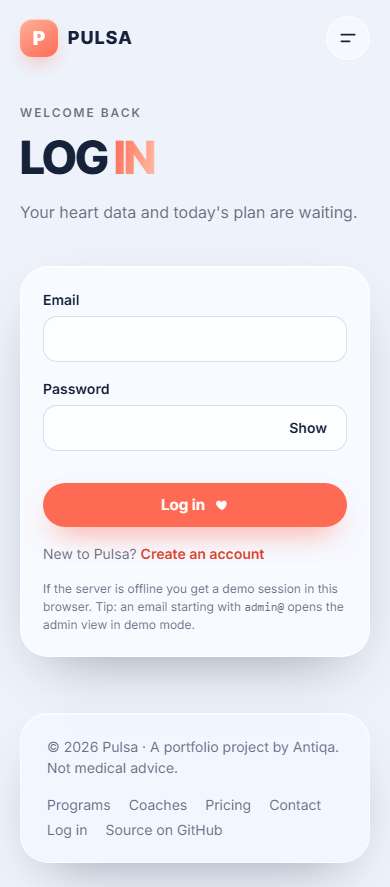 P PULSA
WELCOME BACK
LOG IN
Your heart data and today's plan are waiting.
Email
Password
Show
Log in
New to Pulsa? Create an account
If the server is offline you get a demo session in this
browser. Tip: an email starting with admin@ opens the
admin view in demo mode.
© 2026 Pulsa · A portfolio project by Antiqa.
Not medical advice.
Programs Coaches Pricing Contact
Log in Source on GitHub